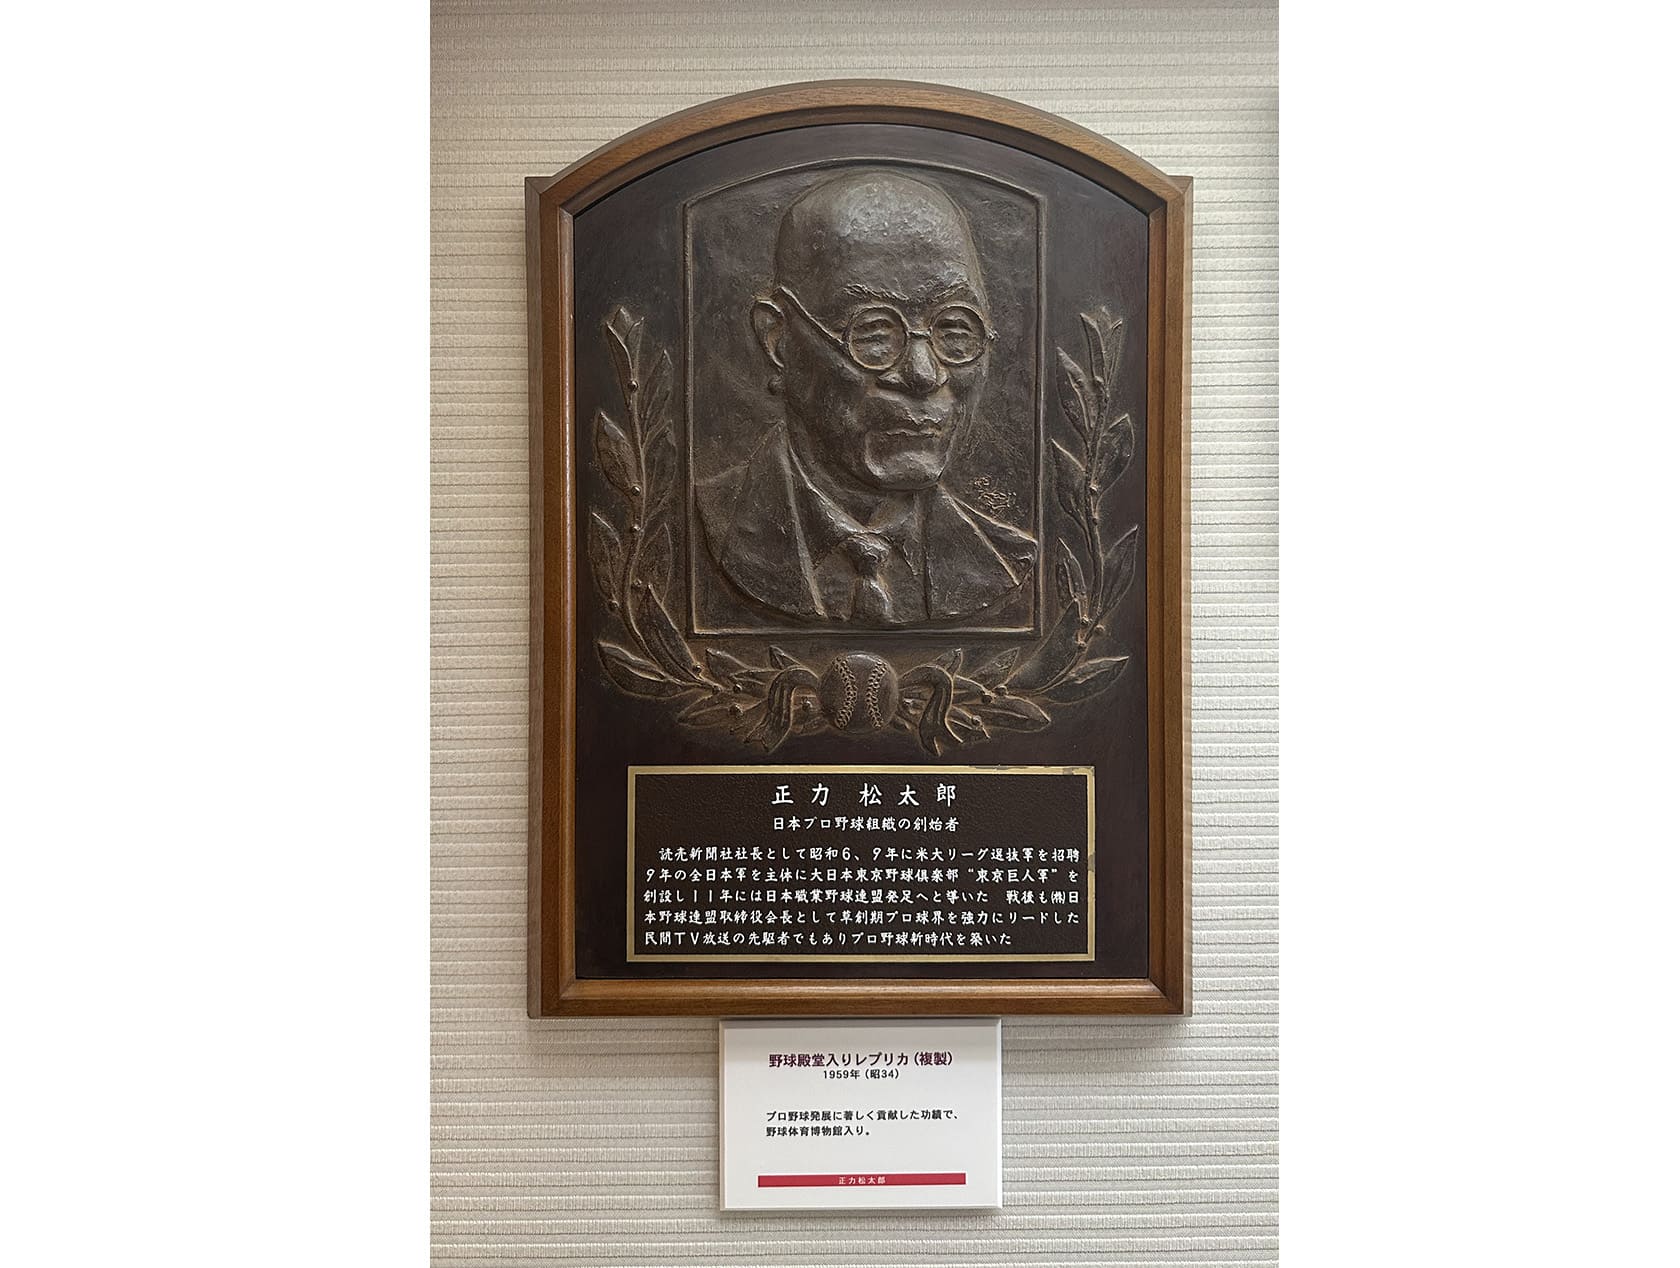 正力 松太郎
日本プロ野球組織の創始者
読売新聞社社長として昭和6、9年に米大リーグ選抜軍を招聘
9年の全日本軍を主体に大日本東京野球倶楽部“東京巨人軍”を
創設し11年には日本職業野球連盟発足へと導いた 戦後も㈱日
本野球連盟取締役会長として草創期プロ球界を強力にリードした
民間TV放送の先駆者でもありプロ野球新時代を築いた
野球殿堂入りレプリカ(複製)
1959年(昭34)
プロ野球発展に著しく貢献した功績で、
野球体育博物館入り。
正力松太郎